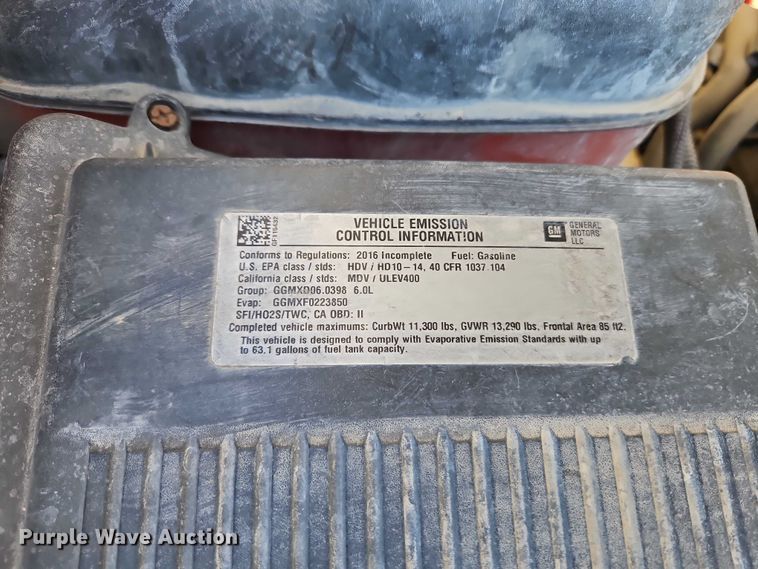 VEHICLE EMISSION
CONTROL INFORMATION
GM
GENERAL
MOTORS
LLC
Conforms to Regulations: 2016 Incomplete Fuel: Gasoline
U.S. EPA class / stds: HDV / HD10-14, 40 CFR 1037.104
California class / stds: MDV / ULEV400
Group: GGMXD06.0398 6.0L
Evap: GGMXF0223850
SFI/HO2S/TWC, CA OBD: II
Completed vehicle maximums: CurbWt 11,300 lbs, GVWR 13,290 lbs, Frontal Area 85 ft2.
This vehicle is designed to comply with Evaporative Emission Standards with up
to 63.1 gallons of fuel tank capacity.
Purple Wave Auction